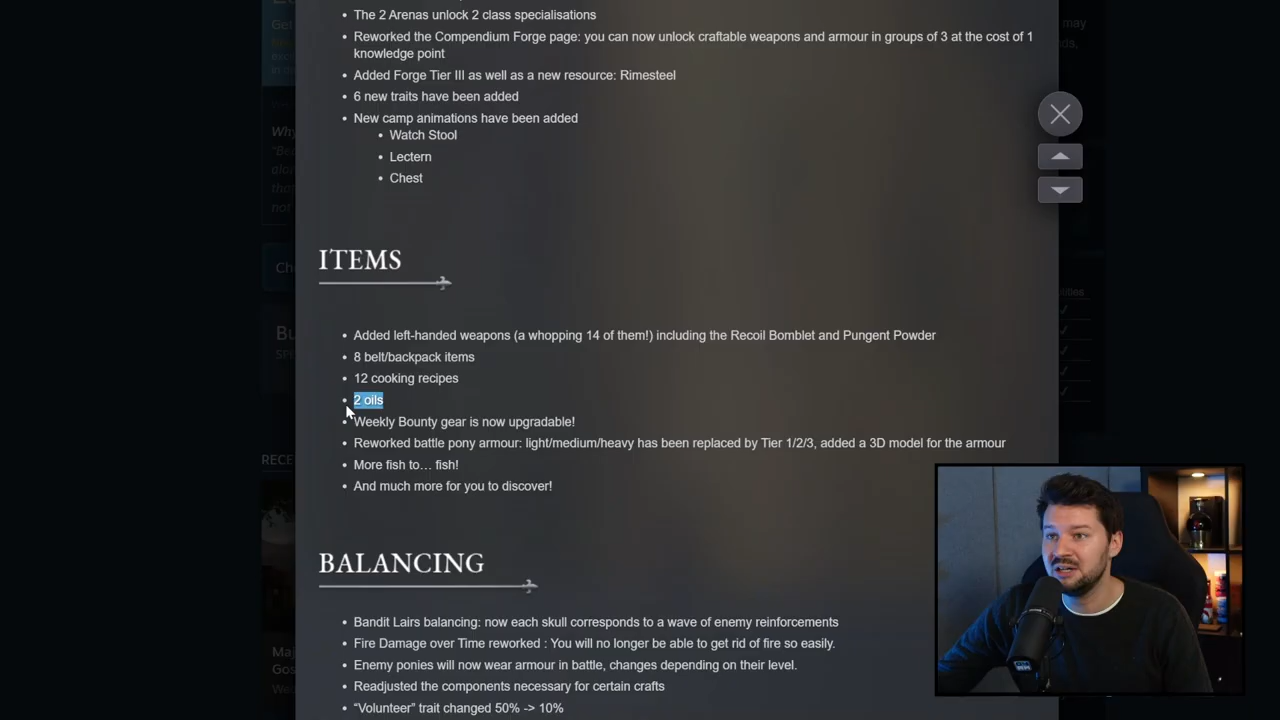 The 2 Arenas unlock 2 class specialisations
Reworked the Compendium Forge page: you can now unlock craftable weapons and armour in groups of 3 at the cost of 1
knowledge point
Added Forge Tier III as well as a new resource: Rimesteel
6 new traits have been added
New camp animations have been added
Watch Stool
Lectern
Chest
ITEMS
Added left-handed weapons (a whopping 14 of them!) including the Recoil Bomblet and Pungent Powder
8 belt/backpack items
12 cooking recipes
2 oils
Weekly Bounty gear is now upgradable!
Reworked battle pony armour: light/medium/heavy has been replaced by Tier 1/2/3, added a 3D model for the armour
More fish to… fish!
And much more for you to discover!
BALANCING
Bandit Lairs balancing: now each skull corresponds to a wave of enemy reinforcements
Fire Damage over Time reworked : You will no longer be able to get rid of fire so easily.
Enemy ponies will now wear armour in battle, changes depending on their level.
Readjusted the components necessary for certain crafts
“Volunteer” trait changed 50% -> 10%